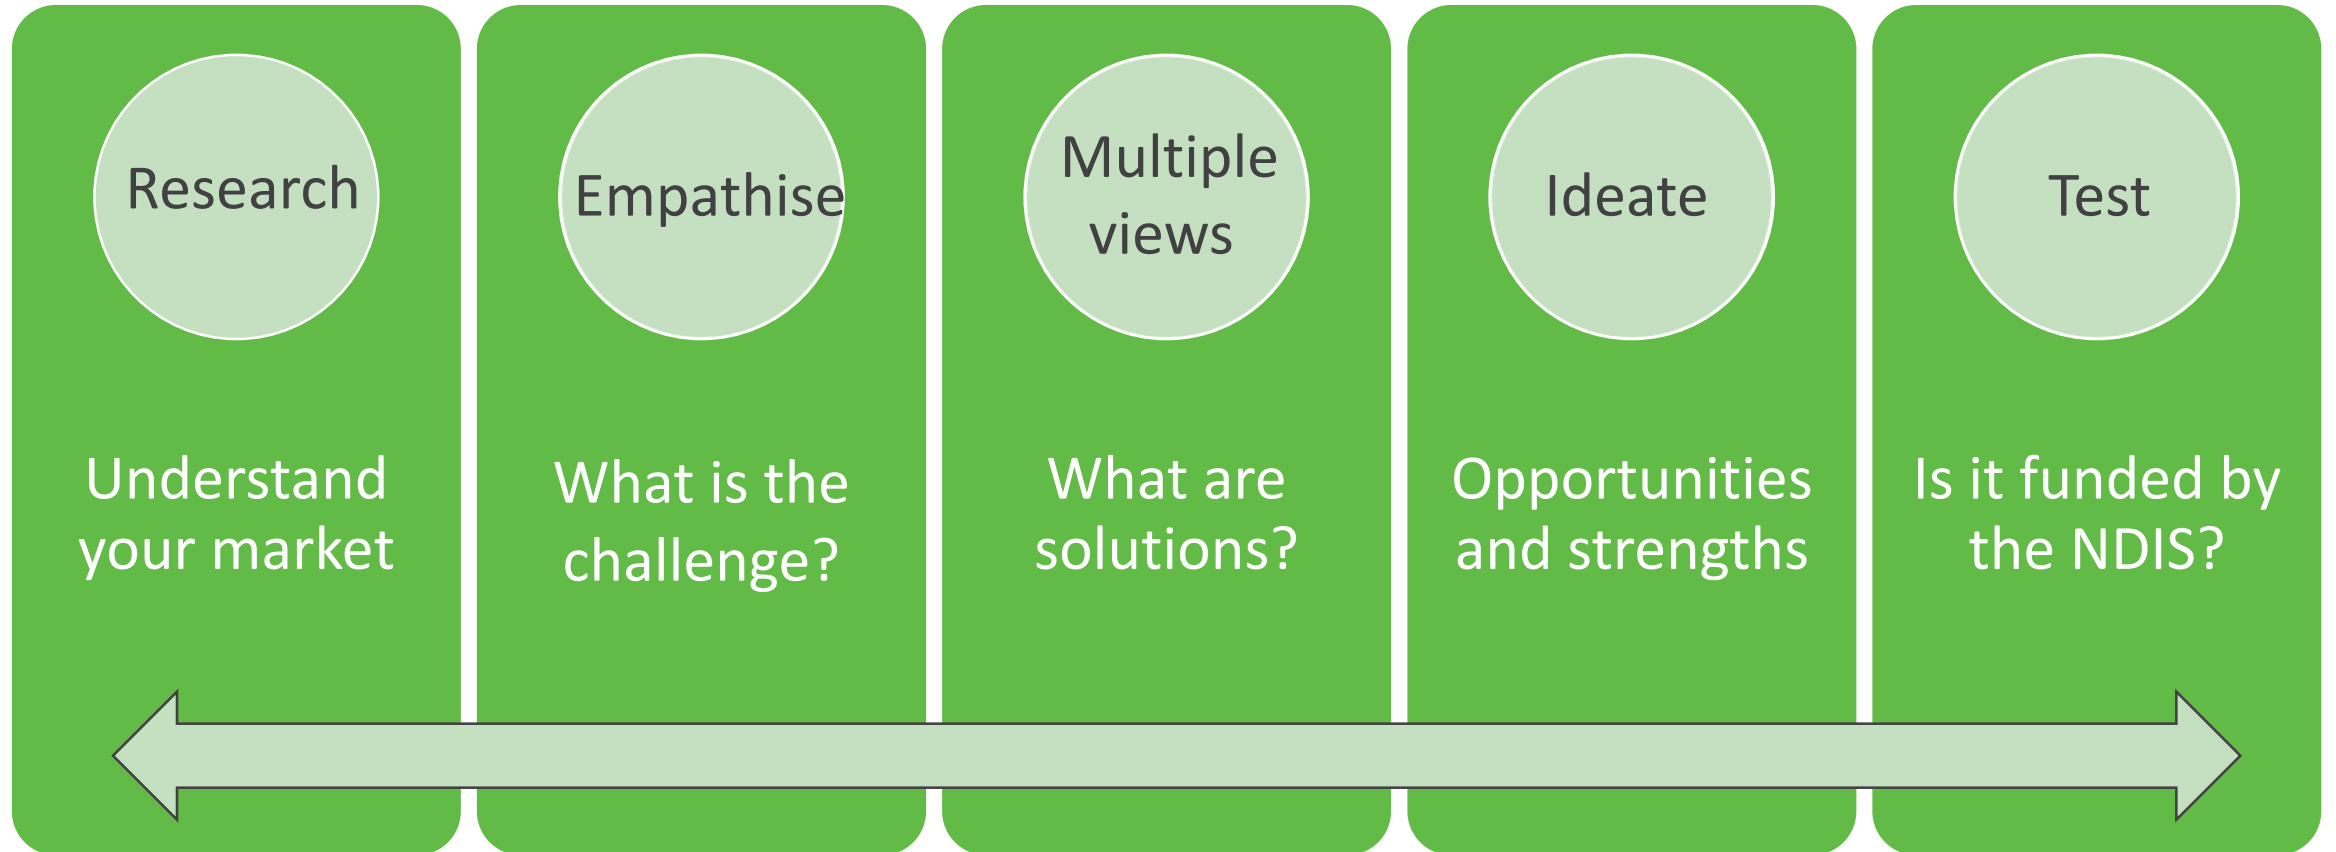 Research
Understand
your market
Empathise
What is the
challenge?
Multiple
views
What are
solutions?
Ideate
Opportunities
and strengths
Test
Is it funded by
the NDIS?